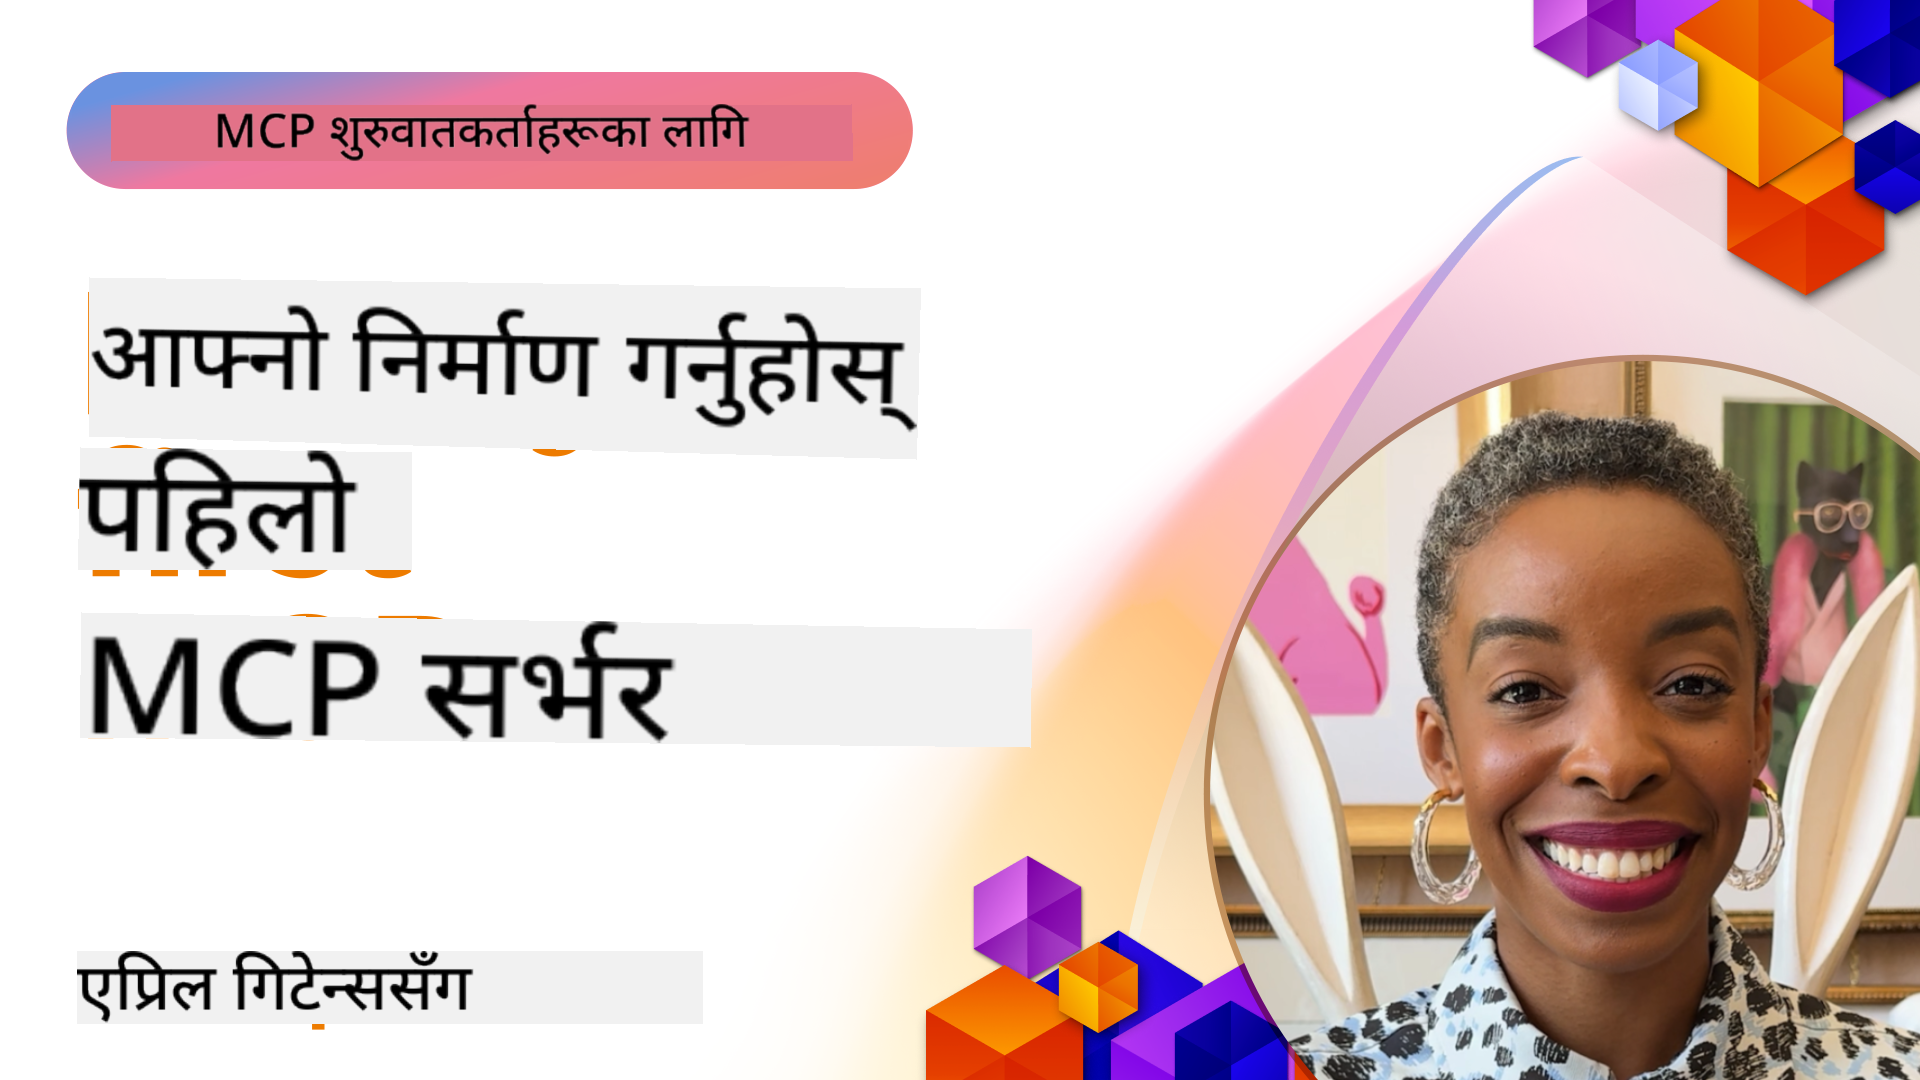 MCP शुरुवातकर्ताहरूका लागि
आफ्नो निर्माण गर्नुहोस्
पहिलो
MCP सर्भर
एप्रिल गिटेन्ससँग